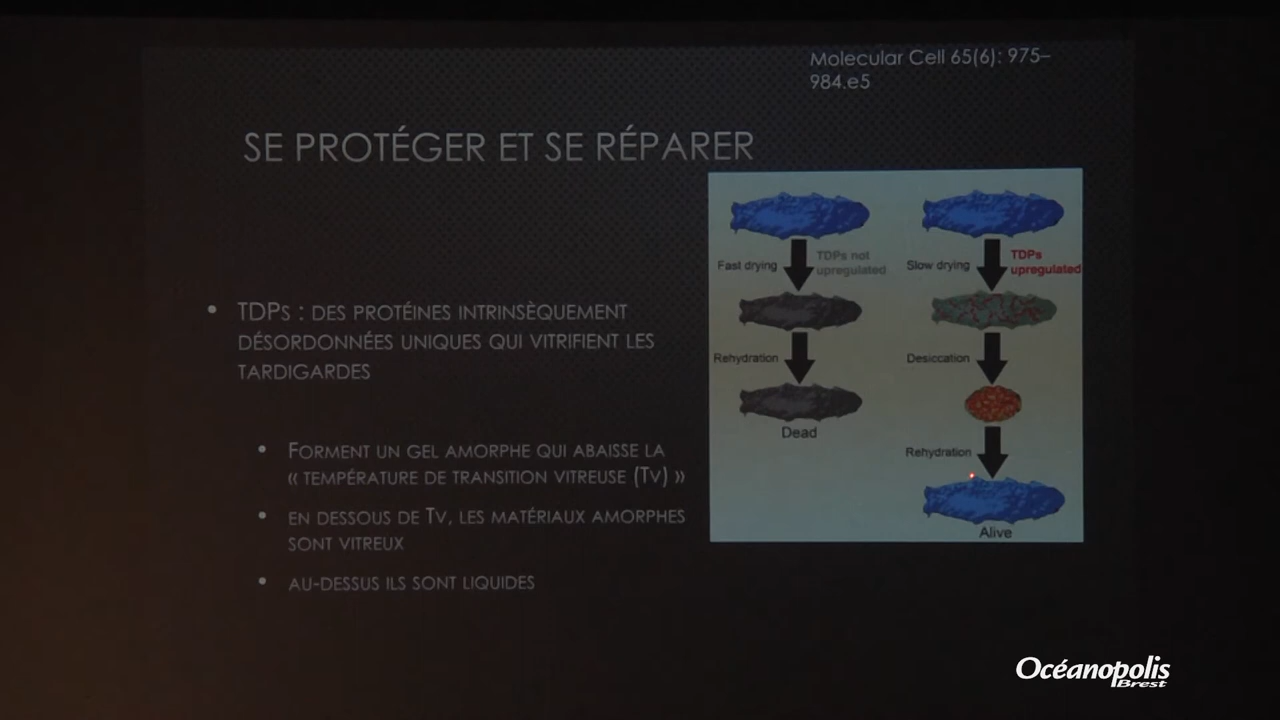 Molecular Cell 65(6): 975–
984.e5
SE PROTÉGER ET SE RÉPARER
• TDPS : DES PROTÉINES INTRINSÈQUEMENT
DÉSORDONNÉES UNIQUES QUI VITRIFIENT LES
TARDIGARDES
• FORMENT UN GEL AMORPHE QUI ABAISSE LA
« TEMPÉRATURE DE TRANSITION VITREUSE (TV) »
• EN DESSOUS DE TV, LES MATÉRIAUX AMORPHES
SONT VITREUX
• AU-DESSUS ILS SONT LIQUIDES
Fast drying
TDPs not
upregulated
Rehydration
Dead
Slow drying
TDPs
upregulated
Desiccation
Rehydration
Alive
Océanopolis
Brest